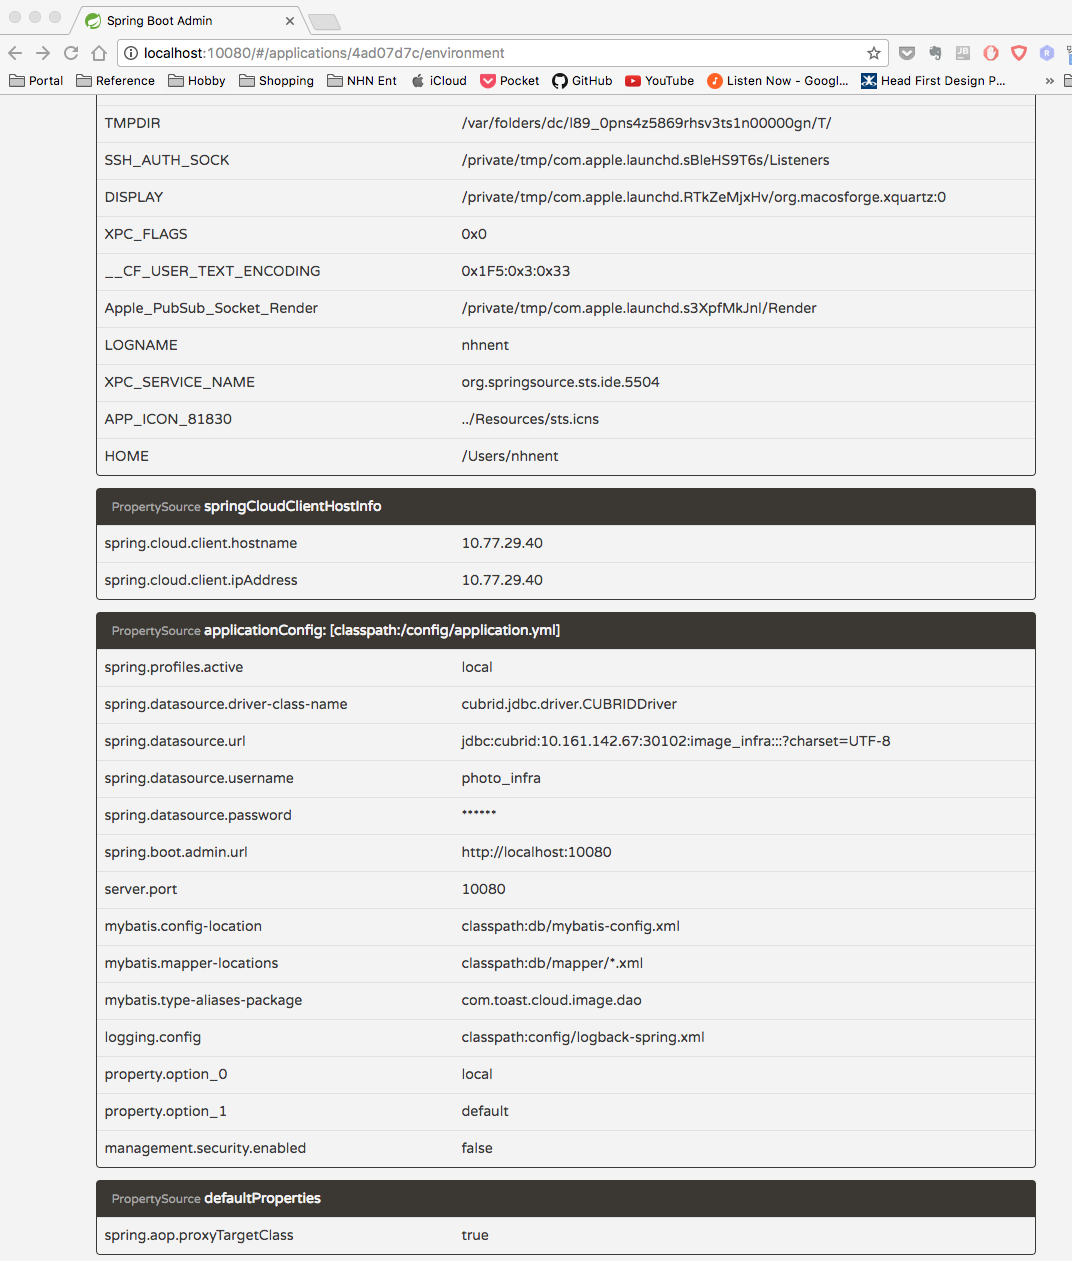 Spring Boot Admin
localhost:10080/#/applications/4ad07d7c/environment
Portal Reference Hobby Shopping NHN Ent iCloud Pocket GitHub YouTube Listen Now - Googl... Head First Design P... »
TMPDIR /var/folders/dc/l89_0pns4z5869rhsv3ts1n00000gn/T/
SSH_AUTH_SOCK /private/tmp/com.apple.launchd.sBleHS9T6s/Listeners
DISPLAY /private/tmp/com.apple.launchd.RTkZeMjxHv/org.macosforge.xquartz:0
XPC_FLAGS 0x0
__CF_USER_TEXT_ENCODING 0x1F5:0x3:0x33
Apple_PubSub_Socket_Render /private/tmp/com.apple.launchd.s3XpfMkJnl/Render
LOGNAME nhnent
XPC_SERVICE_NAME org.springsource.sts.ide.5504
APP_ICON_81830 ../Resources/sts.icns
HOME /Users/nhnent
PropertySource springCloudClientHostInfo
spring.cloud.client.hostname 10.77.29.40
spring.cloud.client.ipAddress 10.77.29.40
PropertySource applicationConfig: [classpath:/config/application.yml]
spring.profiles.active local
spring.datasource.driver-class-name cubrid.jdbc.driver.CUBRIDDriver
spring.datasource.url jdbc:cubrid:10.161.142.67:30102:image_infra:::?charset=UTF-8
spring.datasource.username photo_infra
spring.datasource.password ******
spring.boot.admin.url http://localhost:10080
server.port 10080
mybatis.config-location classpath:db/mybatis-config.xml
mybatis.mapper-locations classpath:db/mapper/*.xml
mybatis.type-aliases-package com.toast.cloud.image.dao
logging.config classpath:config/logback-spring.xml
property.option_0 local
property.option_1 default
management.security.enabled false
PropertySource defaultProperties
spring.aop.proxyTargetClass true